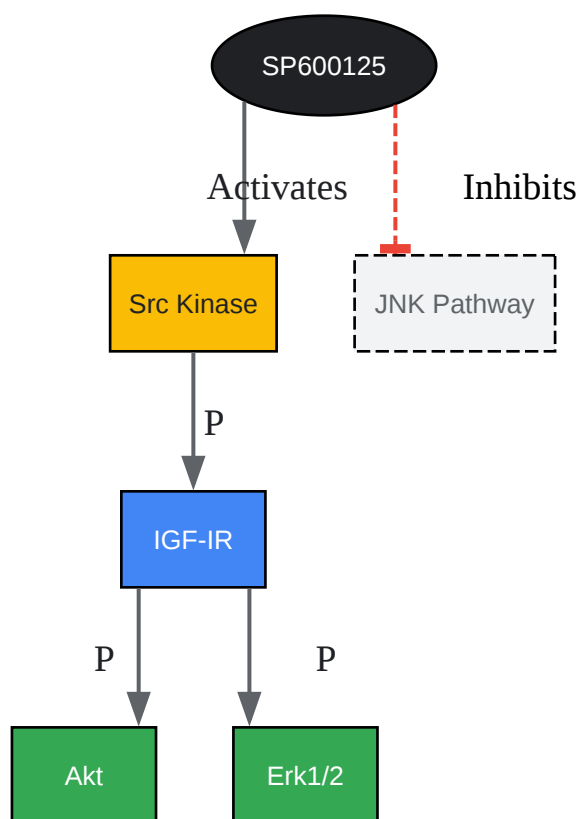 SP600125
Activates
Inhibits
Src Kinase
JNK Pathway
P
IGF-IR
P
P
Akt
Erk1/2